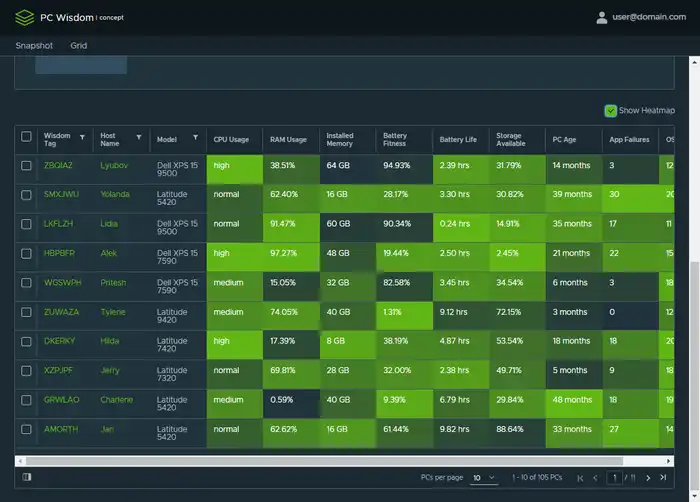 PC Wisdom | concept
user@domain.com
Snapshot Grid
Show Heatmap
Wisdom Tag Host Name Model CPU Usage RAM Usage Installed Memory Battery Fitness Battery Life Storage Available PC Age App Failures OS
ZBQIAZ Lyubov Dell XPS 15 9500 high 38.51% 64 GB 94.93% 2.39 hrs 31.79% 14 months 3 12
SMXJWU Yolanda Latitude 5420 normal 62.40% 16 GB 28.17% 3.30 hrs 30.82% 39 months 30 20
LKFLZH Lidia Dell XPS 15 9500 normal 91.47% 60 GB 90.34% 0.24 hrs 14.91% 35 months 17 11
HBPBFR Alek Dell XPS 15 7590 high 97.27% 48 GB 19.44% 2.50 hrs 2.45% 21 months 22 15
WGSWPH Pritesh Dell XPS 15 7590 medium 15.05% 32 GB 82.58% 3.45 hrs 34.54% 6 months 3 18
ZUWAZA Tylene Latitude 9420 medium 74.05% 40 GB 1.31% 9.12 hrs 72.15% 3 months 0 12
DKERKY Hilda Latitude 7420 high 17.39% 8 GB 38.19% 4.87 hrs 53.54% 18 months 18 20
XZPJPF Jerry Latitude 7320 normal 69.81% 28 GB 32.00% 2.38 hrs 49.71% 5 months 9 18
GRWLAO Charlene Latitude 5420 medium 0.59% 40 GB 9.39% 6.79 hrs 29.84% 48 months 18 19
AMORTH Jan Latitude 5420 normal 62.62% 16 GB 61.44% 9.82 hrs 88.64% 33 months 27 14
PCs per page 10 1 - 10 of 105 PCs 1 / 11